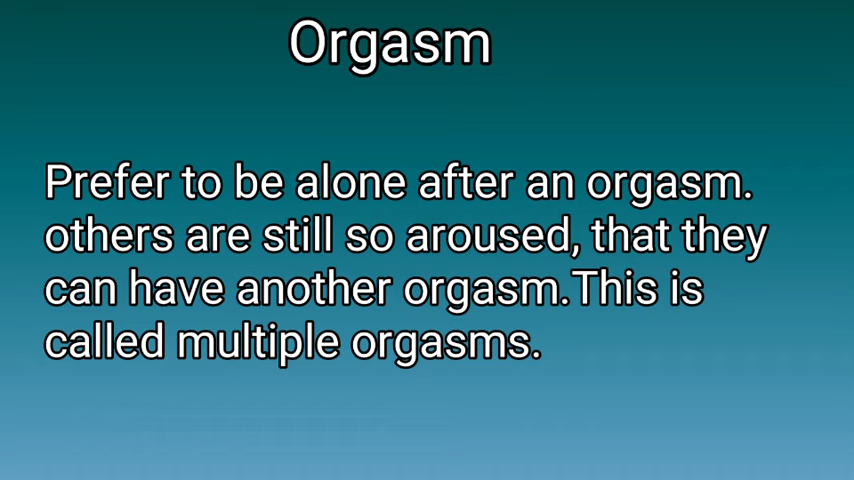 Orgasm
Prefer to be alone after an orgasm.
others are still so aroused, that they
can have another orgasm.This is
called multiple orgasms.